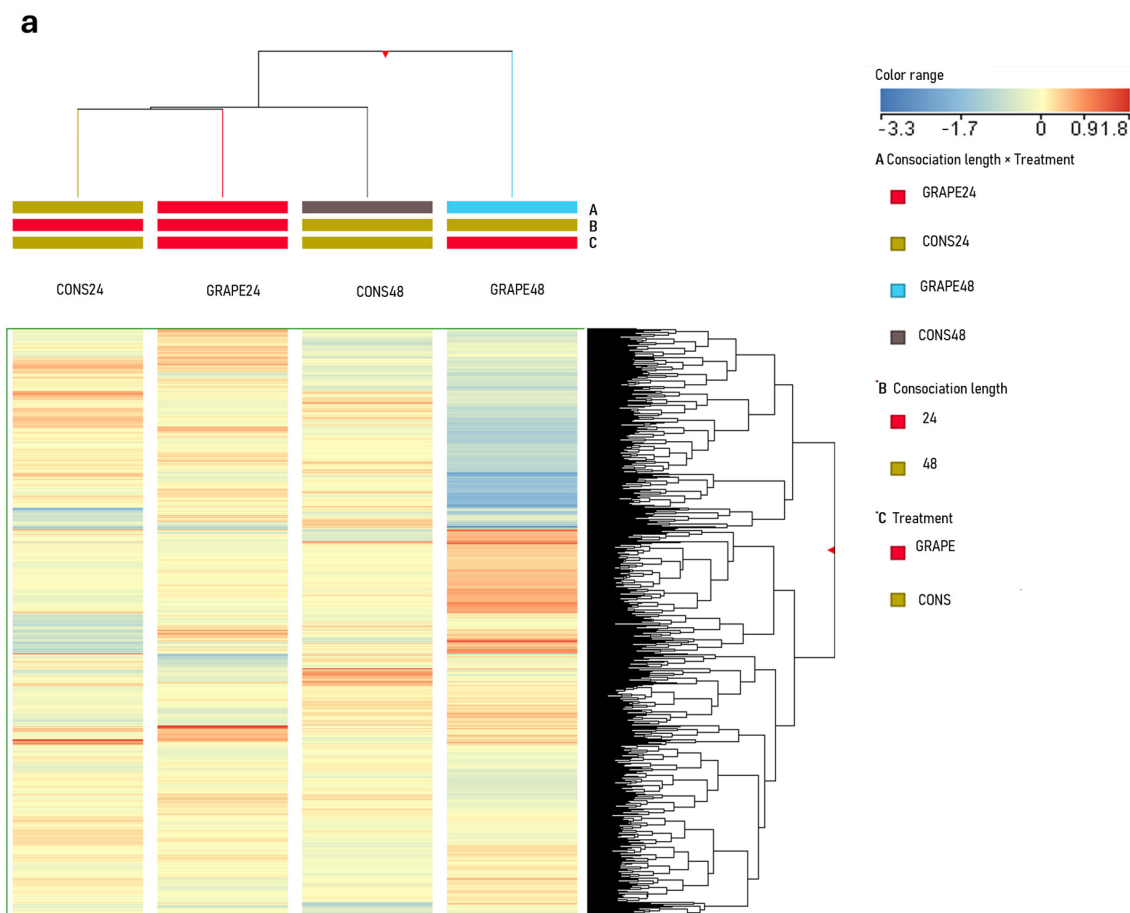 a
Color range
-3.3 -1.7 0 0.91.8
A Consociation length × Treatment
GRAPE24
CONS24
GRAPE48
CONS48
B Consociation length
24
48
C Treatment
GRAPE
CONS
A
B
C
CONS24 GRAPE24 CONS48 GRAPE48